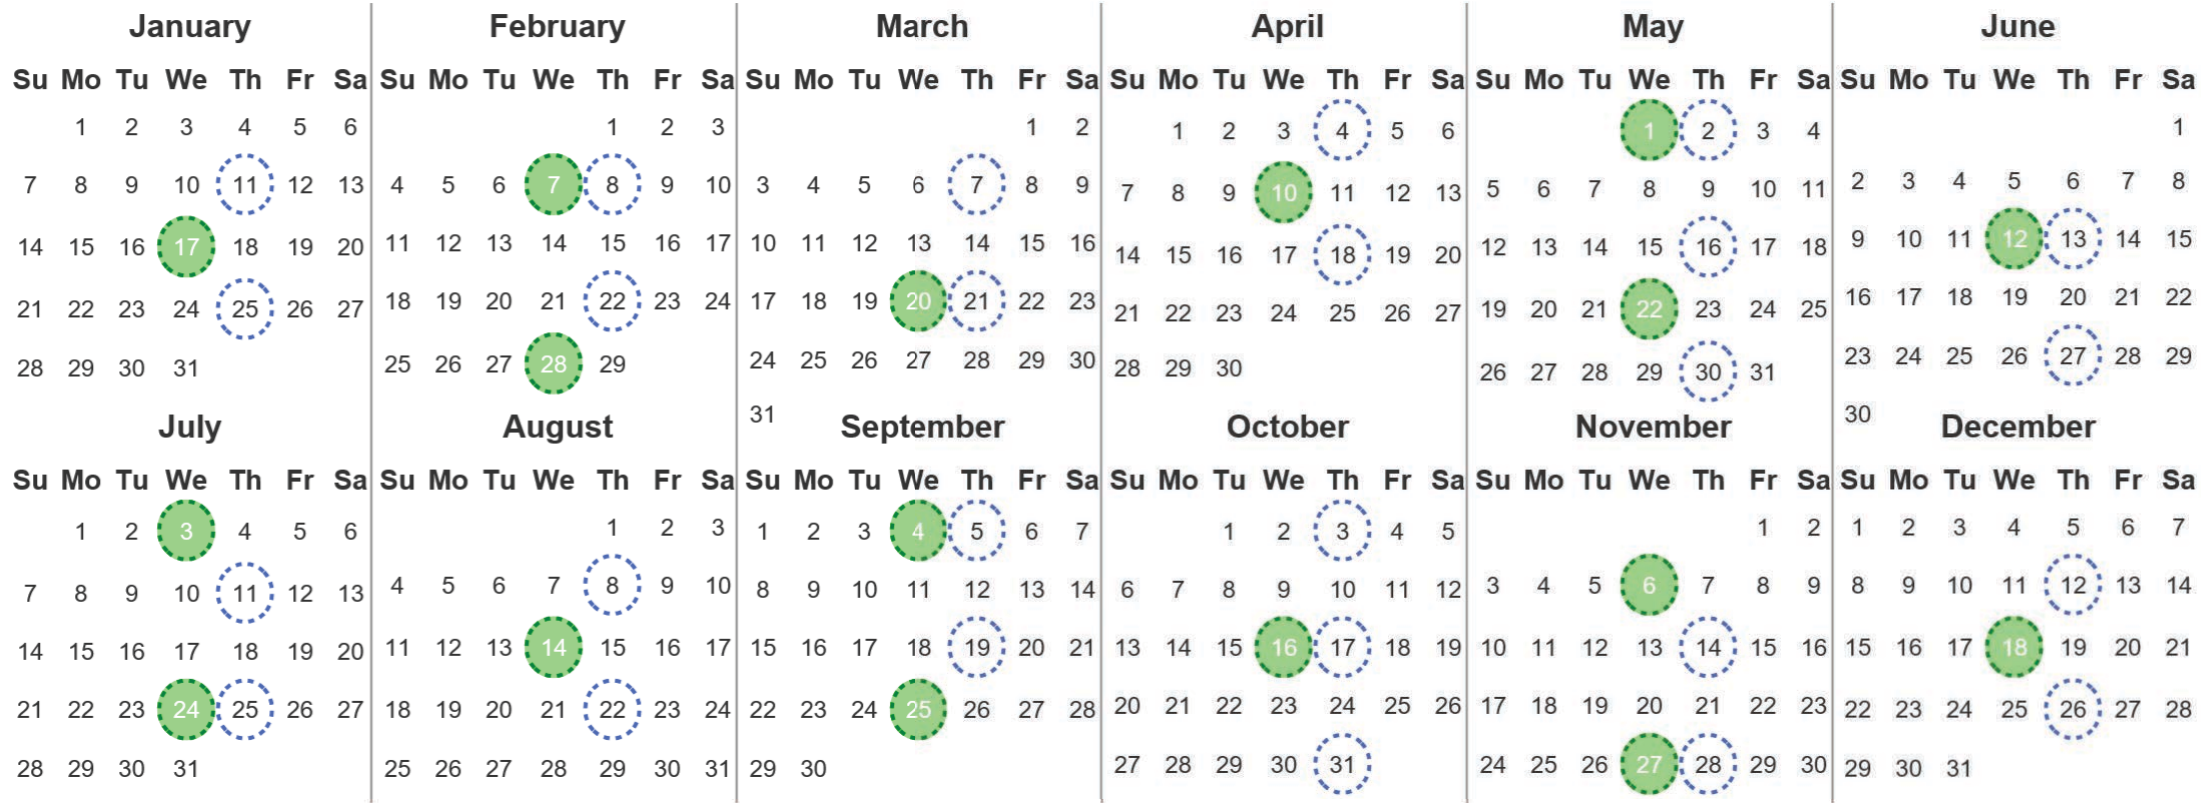 January
Su Mo Tu We Th Fr Sa
1 2 3 4 5 6
7 8 9 10 11 12 13
14 15 16 17 18 19 20
21 22 23 24 25 26 27
28 29 30 31
February
Su Mo Tu We Th Fr Sa
1 2 3
4 5 6 7 8 9 10
11 12 13 14 15 16 17
18 19 20 21 22 23 24
25 26 27 28 29
March
Su Mo Tu We Th Fr Sa
1 2
3 4 5 6 7 8 9
10 11 12 13 14 15 16
17 18 19 20 21 22 23
24 25 26 27 28 29 30
31
April
Su Mo Tu We Th Fr Sa
1 2 3 4 5 6
7 8 9 10 11 12 13
14 15 16 17 18 19 20
21 22 23 24 25 26 27
28 29 30
May
Su Mo Tu We Th Fr Sa
1 2 3 4
5 6 7 8 9 10 11
12 13 14 15 16 17 18
19 20 21 22 23 24 25
26 27 28 29 30 31
June
Su Mo Tu We Th Fr Sa
1
2 3 4 5 6 7 8
9 10 11 12 13 14 15
16 17 18 19 20 21 22
23 24 25 26 27 28 29
30
July
Su Mo Tu We Th Fr Sa
1 2 3 4 5 6
7 8 9 10 11 12 13
14 15 16 17 18 19 20
21 22 23 24 25 26 27
28 29 30 31
August
Su Mo Tu We Th Fr Sa
1 2 3
4 5 6 7 8 9 10
11 12 13 14 15 16 17
18 19 20 21 22 23 24
25 26 27 28 29 30 31
September
Su Mo Tu We Th Fr Sa
1 2 3 4 5 6 7
8 9 10 11 12 13 14
15 16 17 18 19 20 21
22 23 24 25 26 27 28
29 30
October
Su Mo Tu We Th Fr Sa
1 2 3 4 5
6 7 8 9 10 11 12
13 14 15 16 17 18 19
20 21 22 23 24 25 26
27 28 29 30 31
November
Su Mo Tu We Th Fr Sa
1 2
3 4 5 6 7 8 9
10 11 12 13 14 15 16
17 18 19 20 21 22 23
24 25 26 27 28 29 30
December
Su Mo Tu We Th Fr Sa
1 2 3 4 5 6 7
8 9 10 11 12 13 14
15 16 17 18 19 20 21
22 23 24 25 26 27 28
29 30 31